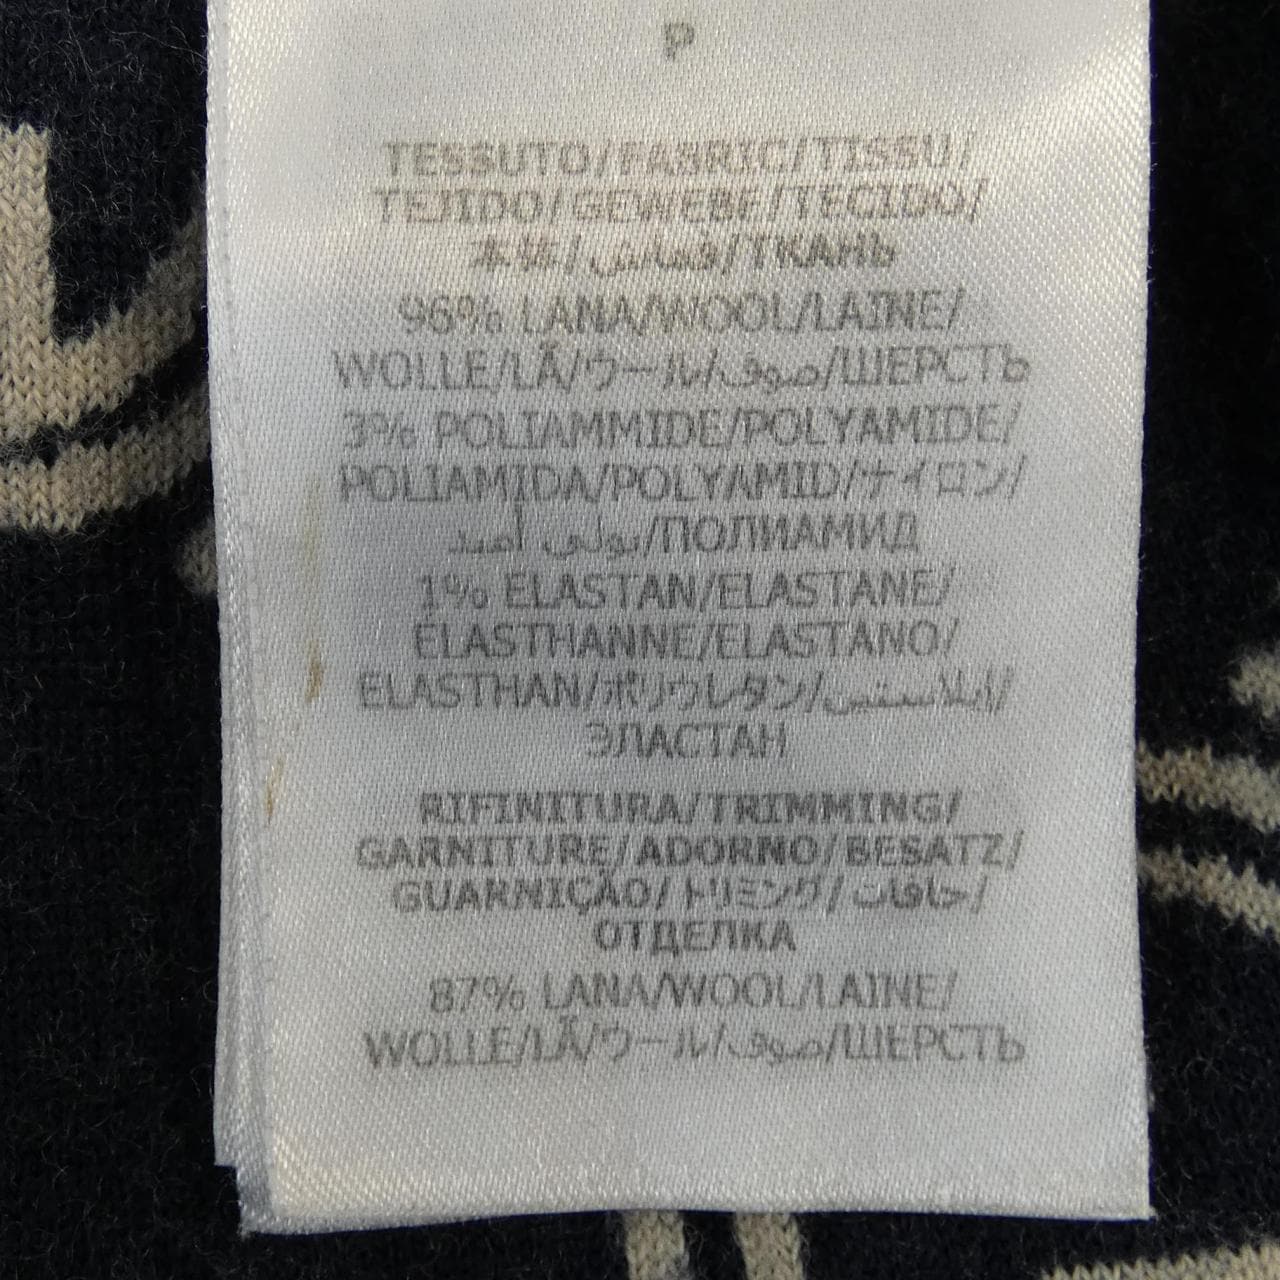 P
TESSUTO/FABRIC/TISSU/
TEJIDO/GEWEBE/TECIDO/
本体/قماش/ТКАНЬ
96% LANA/WOOL/LAINE/
WOLLE/LÃ/ウール/صوف/ШЕРСТЬ
3% POLIAMMIDE/POLYAMIDE/
POLIAMIDA/POLYAMID/ナイロン/
بولي أميد/ПОЛИАМИД
1% ELASTAN/ELASTANE/
ÉLASTHANNE/ELASTANO/
ELASTHAN/ポリウレタン/إيلاستين/
ЭЛАСТАН
RIFINITURA/TRIMMING/
GARNITURE/ADORNO/BESATZ/
GUARNIÇÃO/トリミング/حافات/
ОТДЕЛКА
87% LANA/WOOL/LAINE/
WOLLE/LÃ/ウール/صوف/ШЕРСТЬ